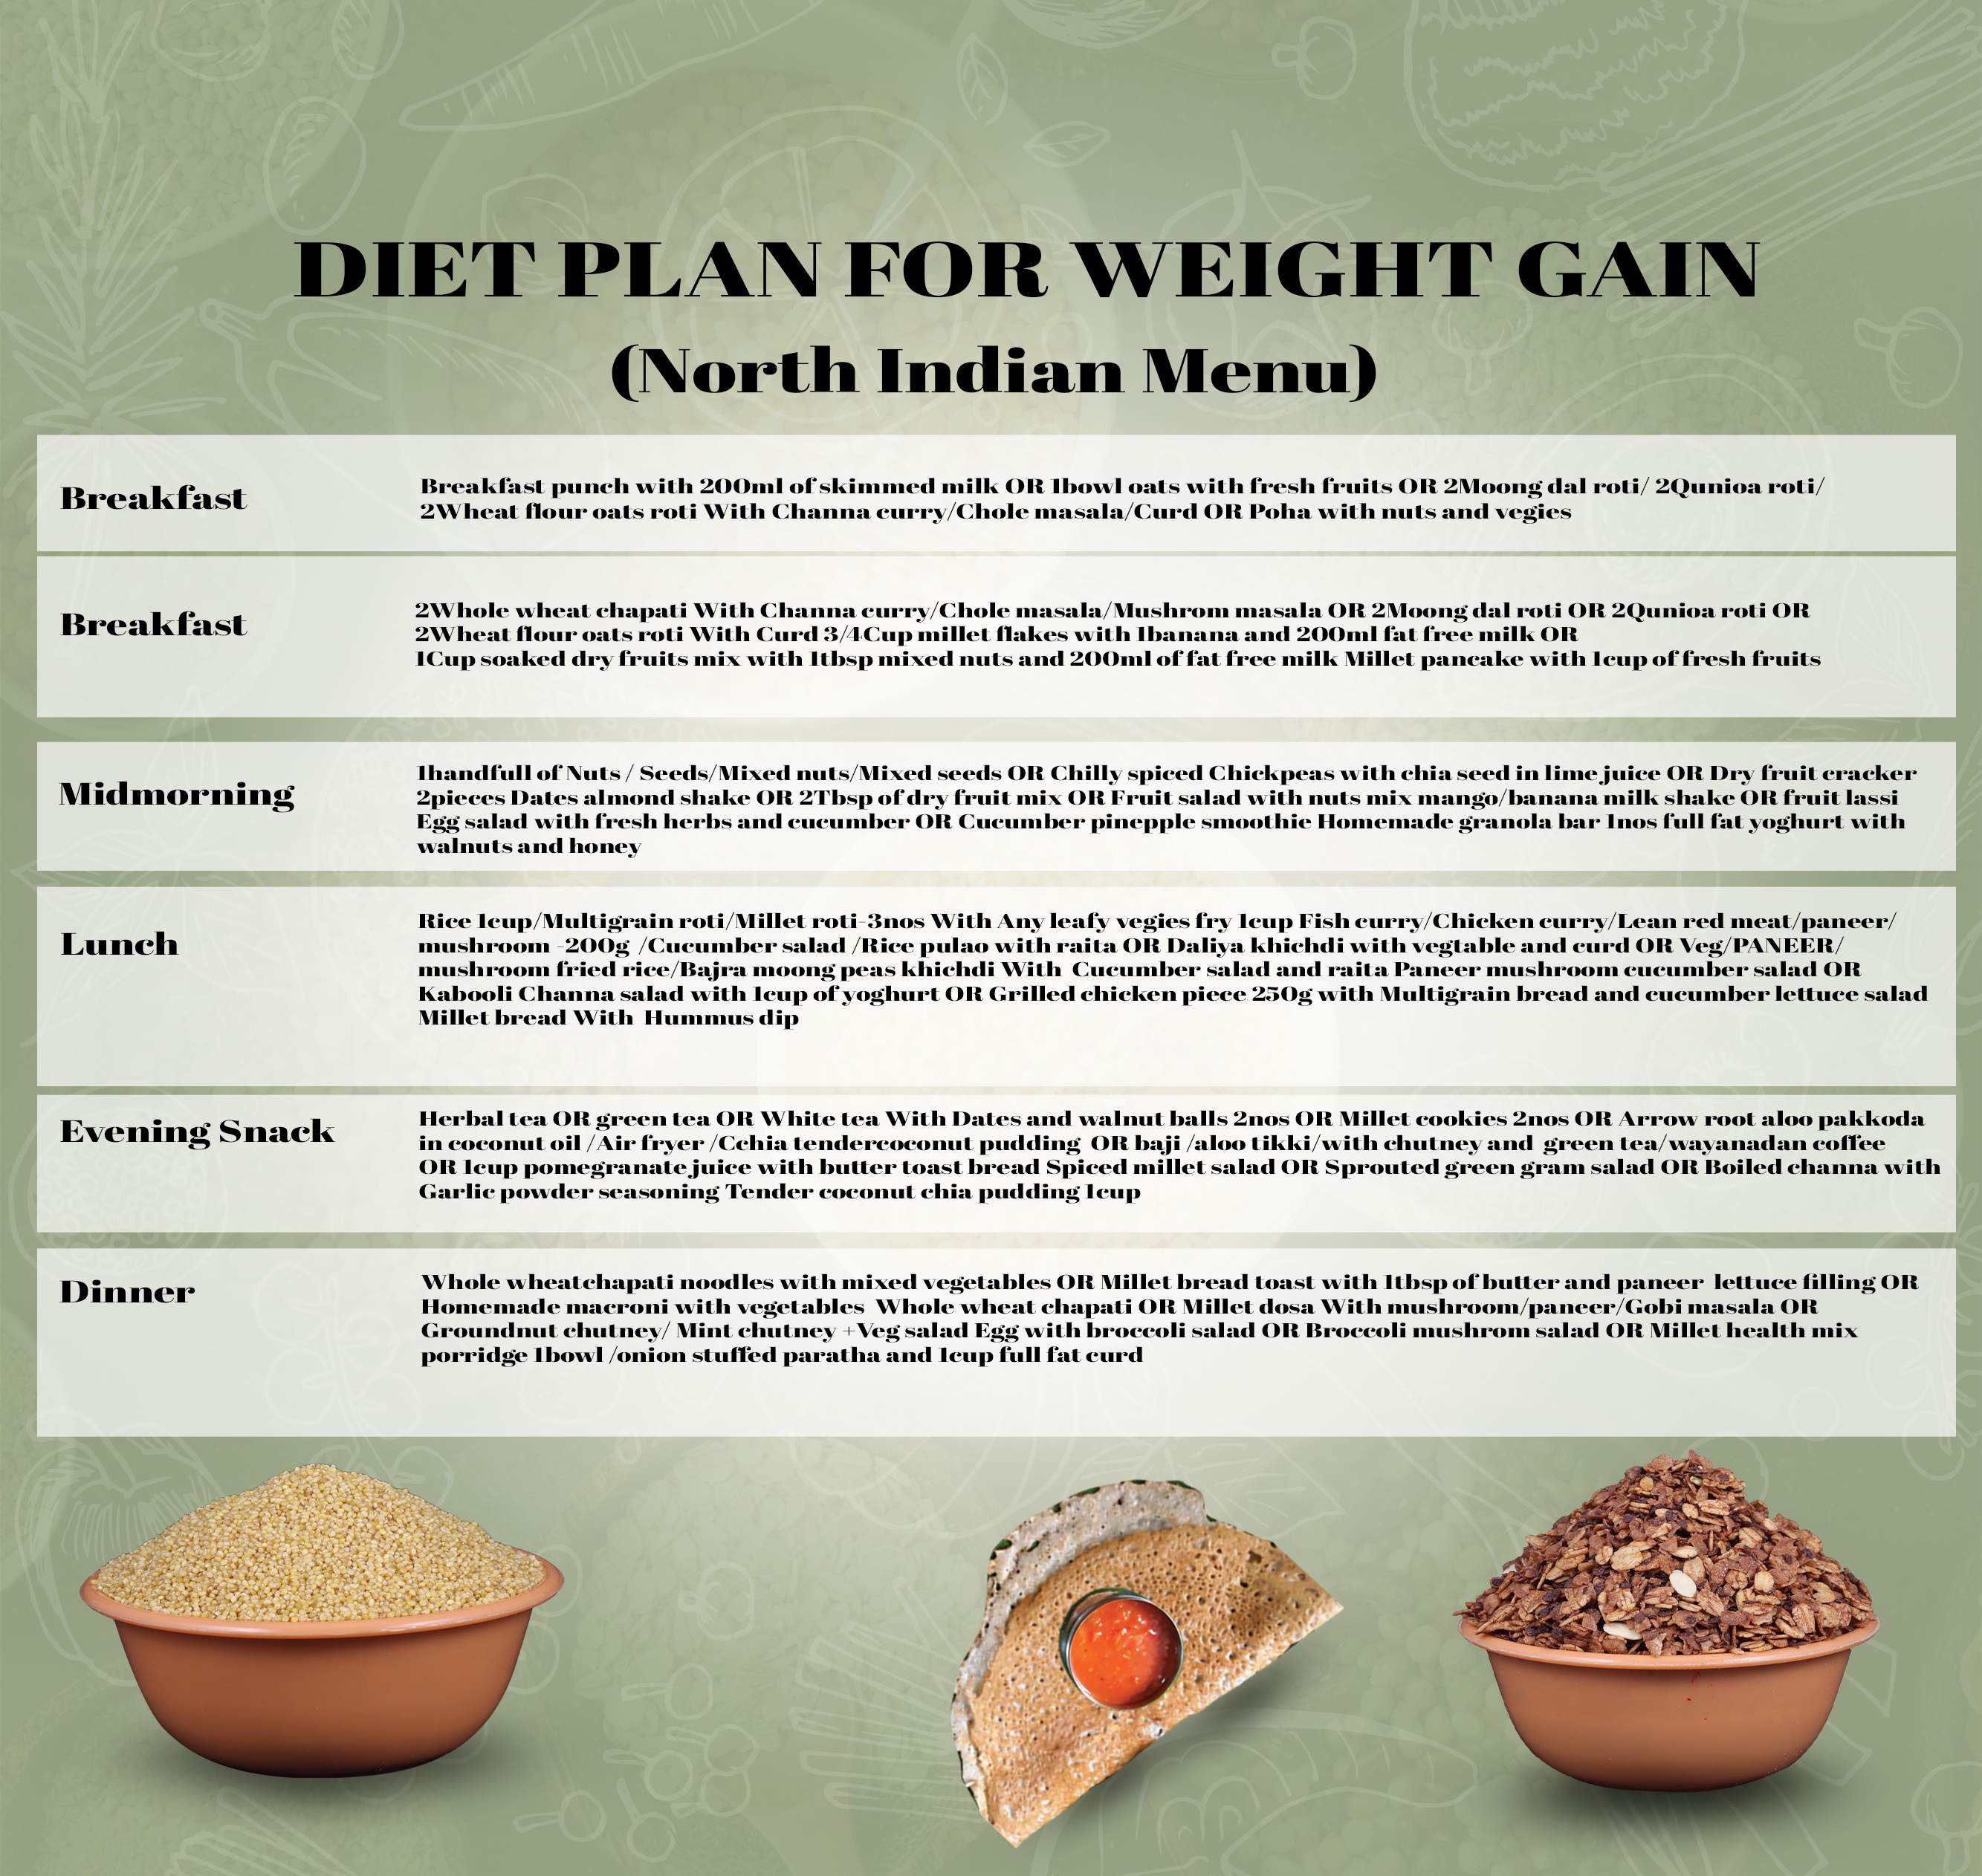 DIET PLAN FOR WEIGHT GAIN
(North Indian Menu)
Breakfast
Breakfast punch with 200ml of skimmed milk OR 1bowl oats with fresh fruits OR 2Moong dal roti/ 2Qunioa roti/
2Wheat flour oats roti With Channa curry/Chole masala/Curd OR Poha with nuts and vegies
Breakfast
2Whole wheat chapati With Channa curry/Chole masala/Mushrom masala OR 2Moong dal roti OR 2Qunioa roti OR
2Wheat flour oats roti With Curd 3/4Cup millet flakes with 1banana and 200ml fat free milk OR
1Cup soaked dry fruits mix with 1tbsp mixed nuts and 200ml of fat free milk Millet pancake with 1cup of fresh fruits
Midmorning
1handfull of Nuts / Seeds/Mixed nuts/Mixed seeds OR Chilly spiced Chickpeas with chia seed in lime juice OR Dry fruit cracker
2pieces Dates almond shake OR 2Tbsp of dry fruit mix OR Fruit salad with nuts mix mango/banana milk shake OR fruit lassi
Egg salad with fresh herbs and cucumber OR Cucumber pinepple smoothie Homemade granola bar 1nos full fat yoghurt with
walnuts and honey
Lunch
Rice 1cup/Multigrain roti/Millet roti-3nos With Any leafy vegies fry 1cup Fish curry/Chicken curry/Lean red meat/paneer/
mushroom -200g /Cucumber salad /Rice pulao with raita OR Daliya khichdi with vegtable and curd OR Veg/PANEER/
mushroom fried rice/Bajra moong peas khichdi With Cucumber salad and raita Paneer mushroom cucumber salad OR
Kabooli Channa salad with 1cup of yoghurt OR Grilled chicken piece 250g with Multigrain bread and cucumber lettuce salad
Millet bread With Hummus dip
Evening Snack
Herbal tea OR green tea OR White tea With Dates and walnut balls 2nos OR Millet cookies 2nos OR Arrow root aloo pakkoda
in coconut oil /Air fryer /Cchia tendercoconut pudding OR baji /aloo tikki/with chutney and green tea/wayanadan coffee
OR 1cup pomegranate juice with butter toast bread Spiced millet salad OR Sprouted green gram salad OR Boiled channa with
Garlic powder seasoning Tender coconut chia pudding 1cup
Dinner
Whole wheatchapati noodles with mixed vegetables OR Millet bread toast with 1tbsp of butter and paneer lettuce filling OR
Homemade macroni with vegetables Whole wheat chapati OR Millet dosa With mushroom/paneer/Gobi masala OR
Groundnut chutney/ Mint chutney +Veg salad Egg with broccoli salad OR Broccoli mushrom salad OR Millet health mix
porridge 1bowl /onion stuffed paratha and 1cup full fat curd